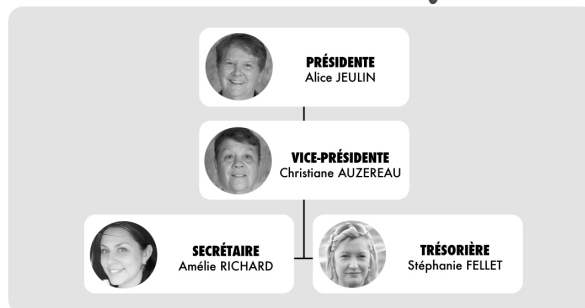 PRÉSIDENTE
Alice JEULIN
VICE-PRÉSIDENTE
Christiane AUZEREAU
SECRÉTAIRE
Amélie RICHARD
TRÉSORIÈRE
Stéphanie FELLET